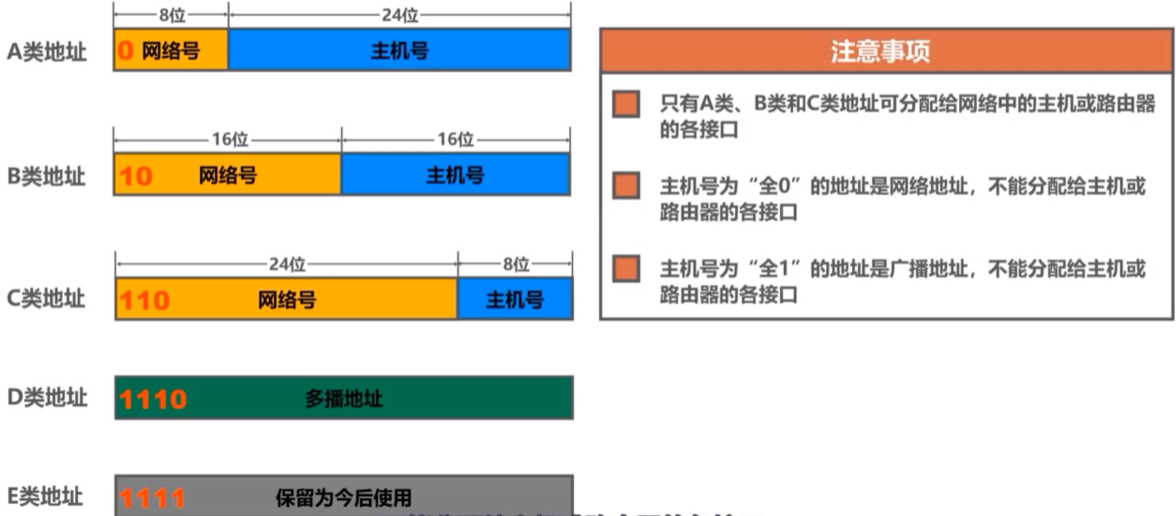 8位
24位
A类地址
0 网络号
主机号
16位
16位
B类地址
10 网络号
主机号
24位
8位
C类地址
110 网络号
主机号
D类地址
1110 多播地址
E类地址
1111 保留为今后使用
注意事项
只有A类、B类和C类地址可分配给网络中的主机或路由器
的各接口
主机号为“全0”的地址是网络地址，不能分配给主机或
路由器的各接口
主机号为“全1”的地址是广播地址，不能分配给主机或
路由器的各接口